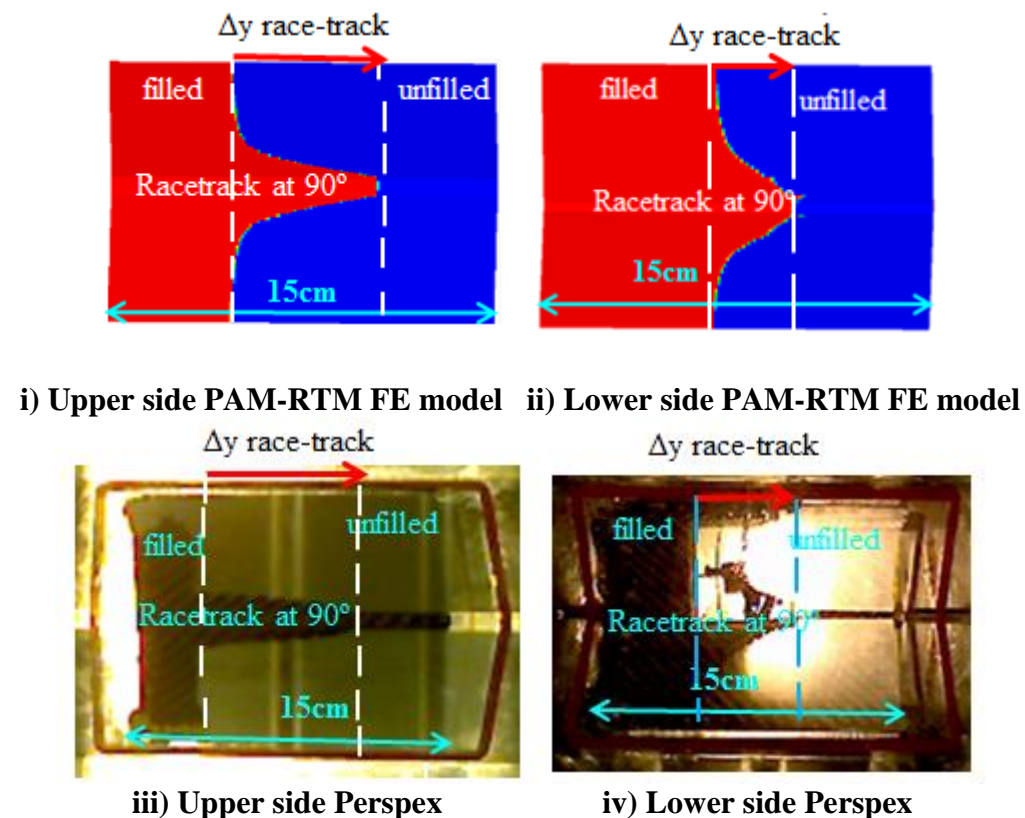 Δy race-track
Δy race-track
filled
unfilled
filled
unfilled
Racetrack at 90°
Racetrack at 90°
15cm
15cm
i) Upper side PAM-RTM FE model
ii) Lower side PAM-RTM FE model
Δy race-track
Δy race-track
filled
unfilled
filled
unfilled
Racetrack at 90°
Racetrack at 90°
15cm
15cm
iii) Upper side Perspex
iv) Lower side Perspex